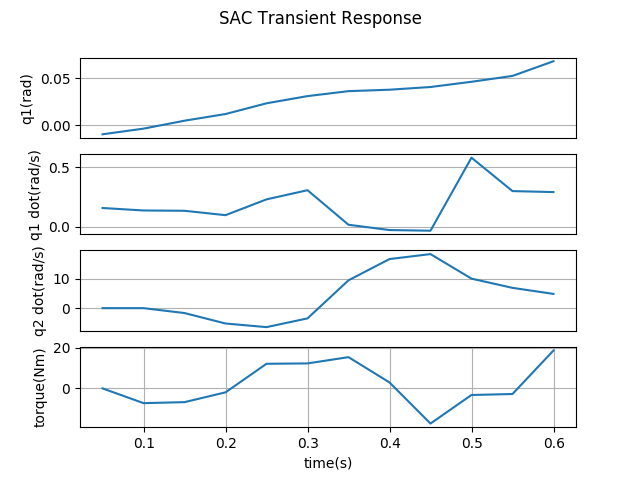 SAC Transient Response
q1(rad)
0.05
0.00
q1 dot(rad/s)
0.5
0.0
q2 dot(rad/s)
10
0
torque(Nm)
20
0
0.1 0.2 0.3 0.4 0.5 0.6
time(s)